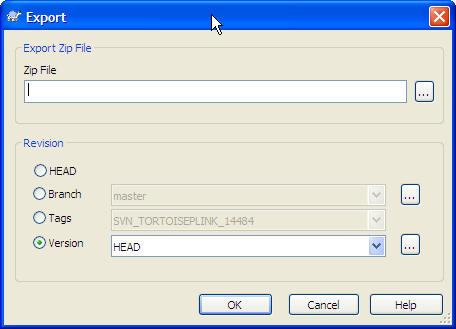 Export
Export Zip File
Zip File
...
Revision
HEAD
Branch master ...
Tags SVN_TORTOISEPLINK_14484
Version HEAD ...
OK Cancel Help